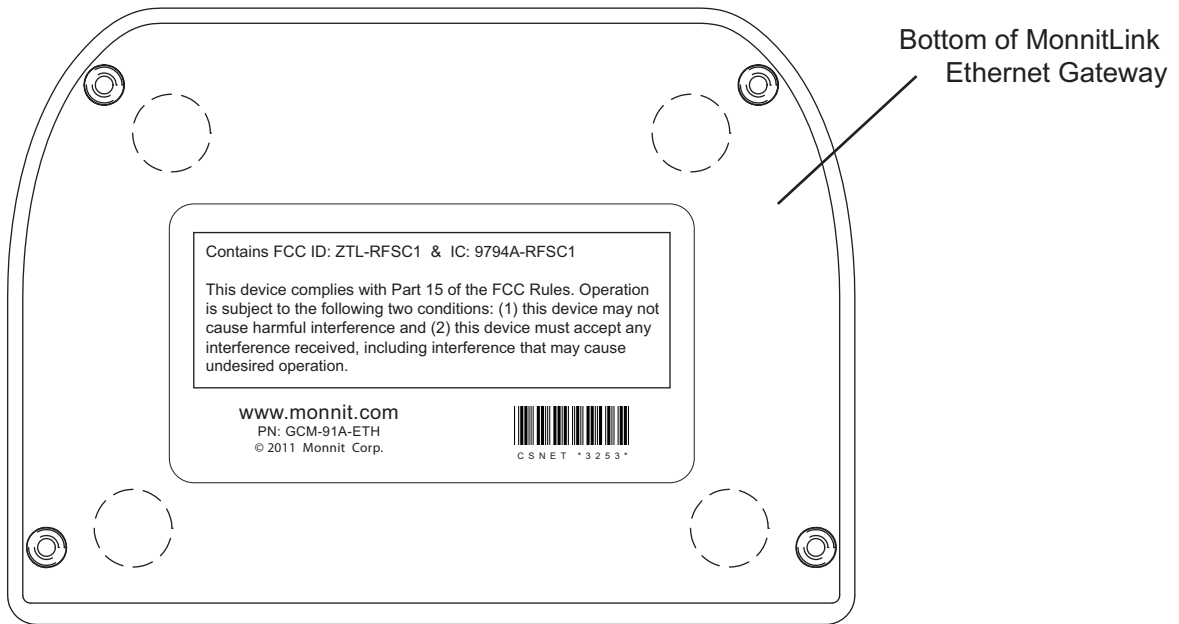 Bottom of MonnitLink
Ethernet Gateway
Contains FCC ID: ZTL-RFSC1 & IC: 9794A-RFSC1
This device complies with Part 15 of the FCC Rules. Operation
is subject to the following two conditions: (1) this device may not
cause harmful interference and (2) this device must accept any
interference received, including interference that may cause
undesired operation.
www.monnit.com
PN: GCM-91A-ETH
© 2011 Monnit Corp.
CSNET *3253*